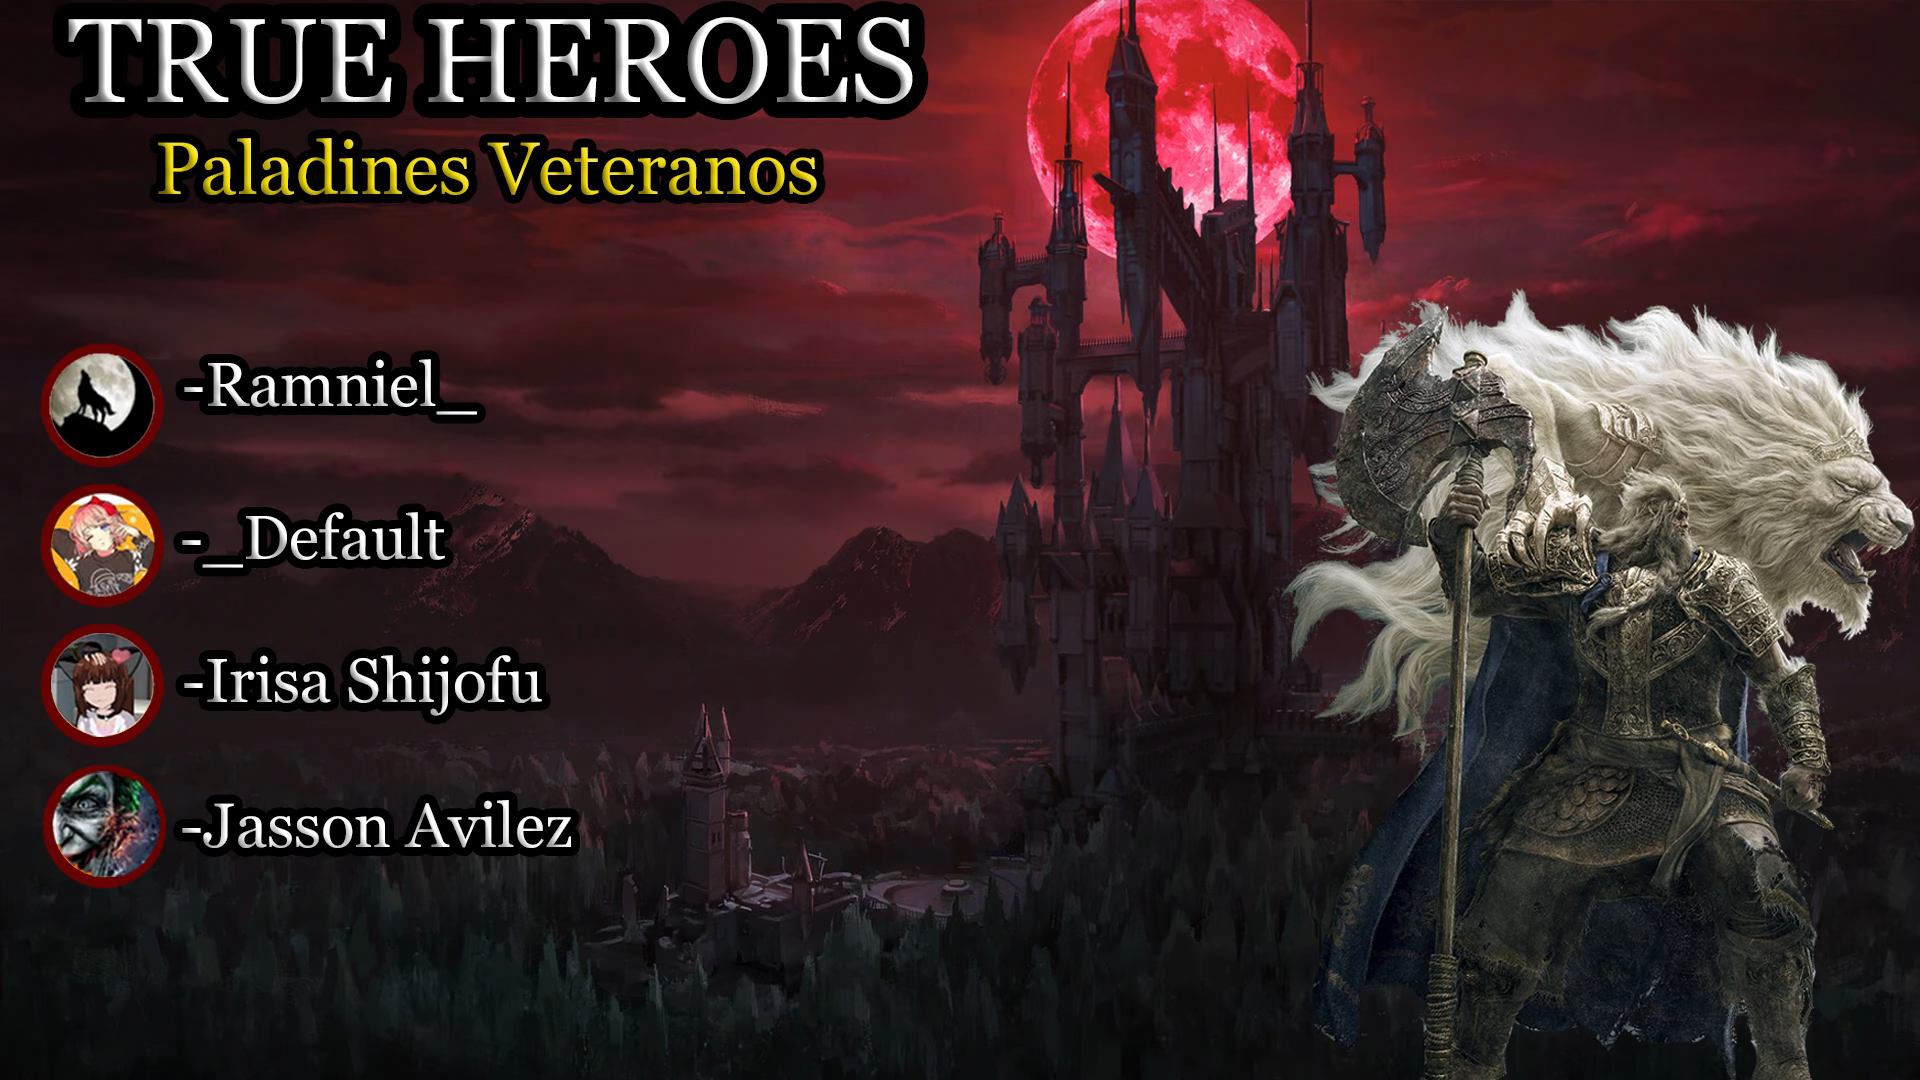 TRUE HEROES
Paladines Veteranos
-Ramniel_
-_Default
-Irisa Shijofu
-Jasson Avilez